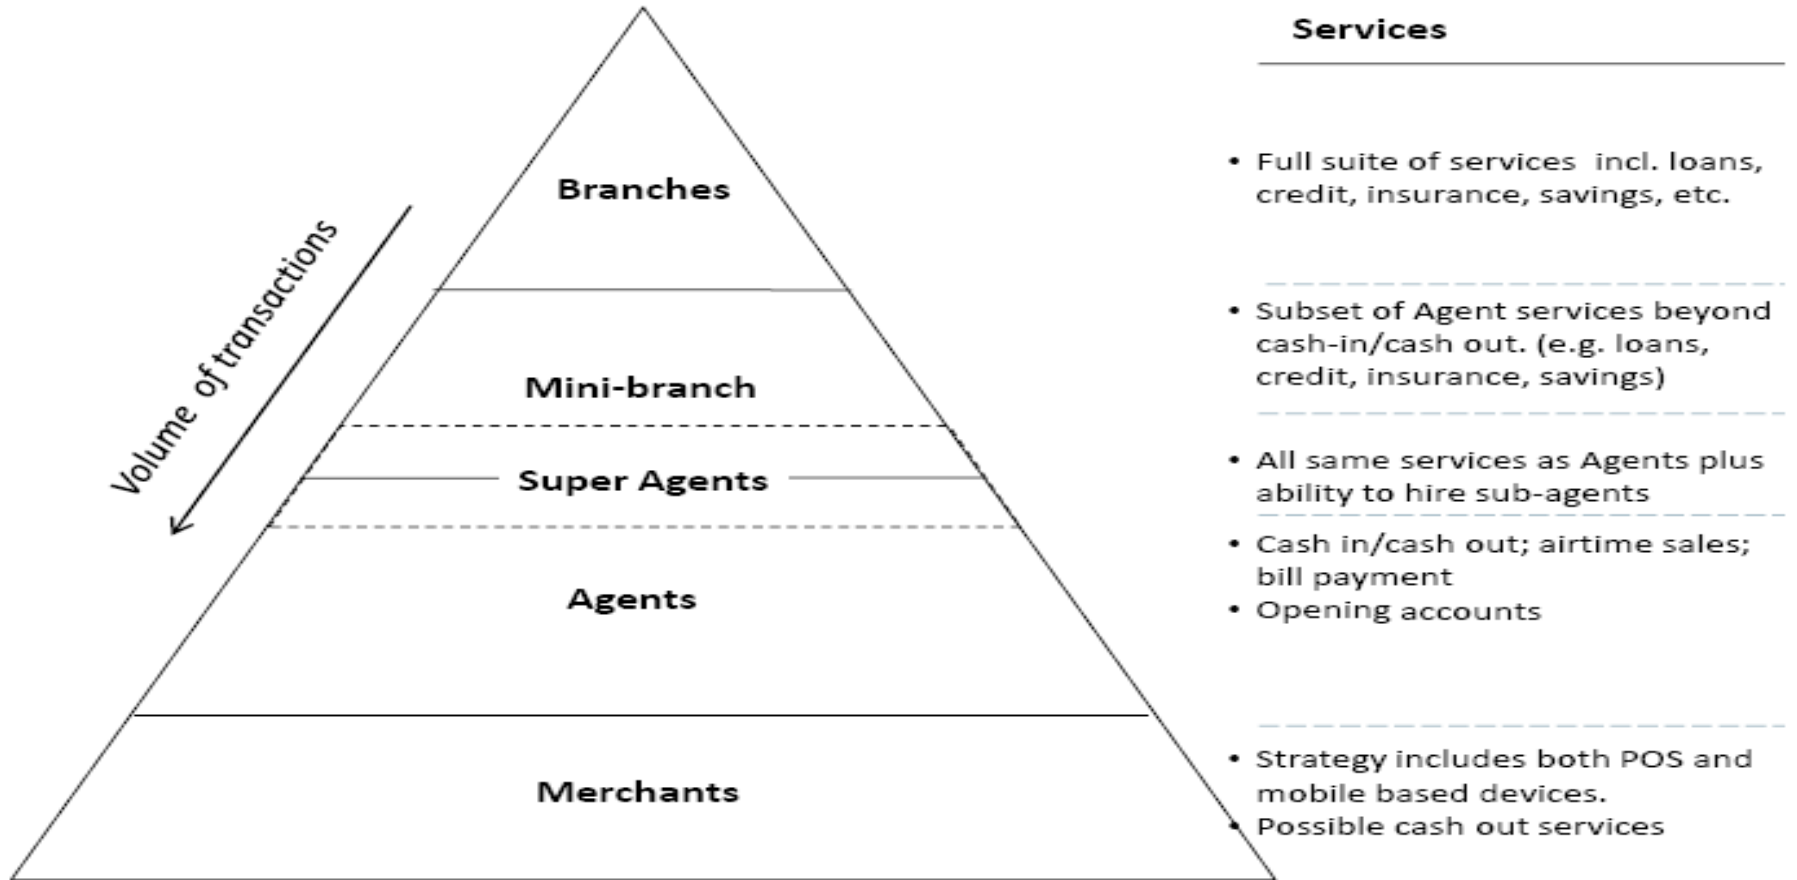 Services
Branches
• Full suite of services incl. loans,
credit, insurance, savings, etc.
Volume of transactions
Mini-branch
• Subset of Agent services beyond
cash-in/cash out. (e.g. loans,
credit, insurance, savings)
Super Agents
• All same services as Agents plus
ability to hire sub-agents
Agents
• Cash in/cash out; airtime sales;
bill payment
• Opening accounts
Merchants
• Strategy includes both POS and
mobile based devices.
• Possible cash out services